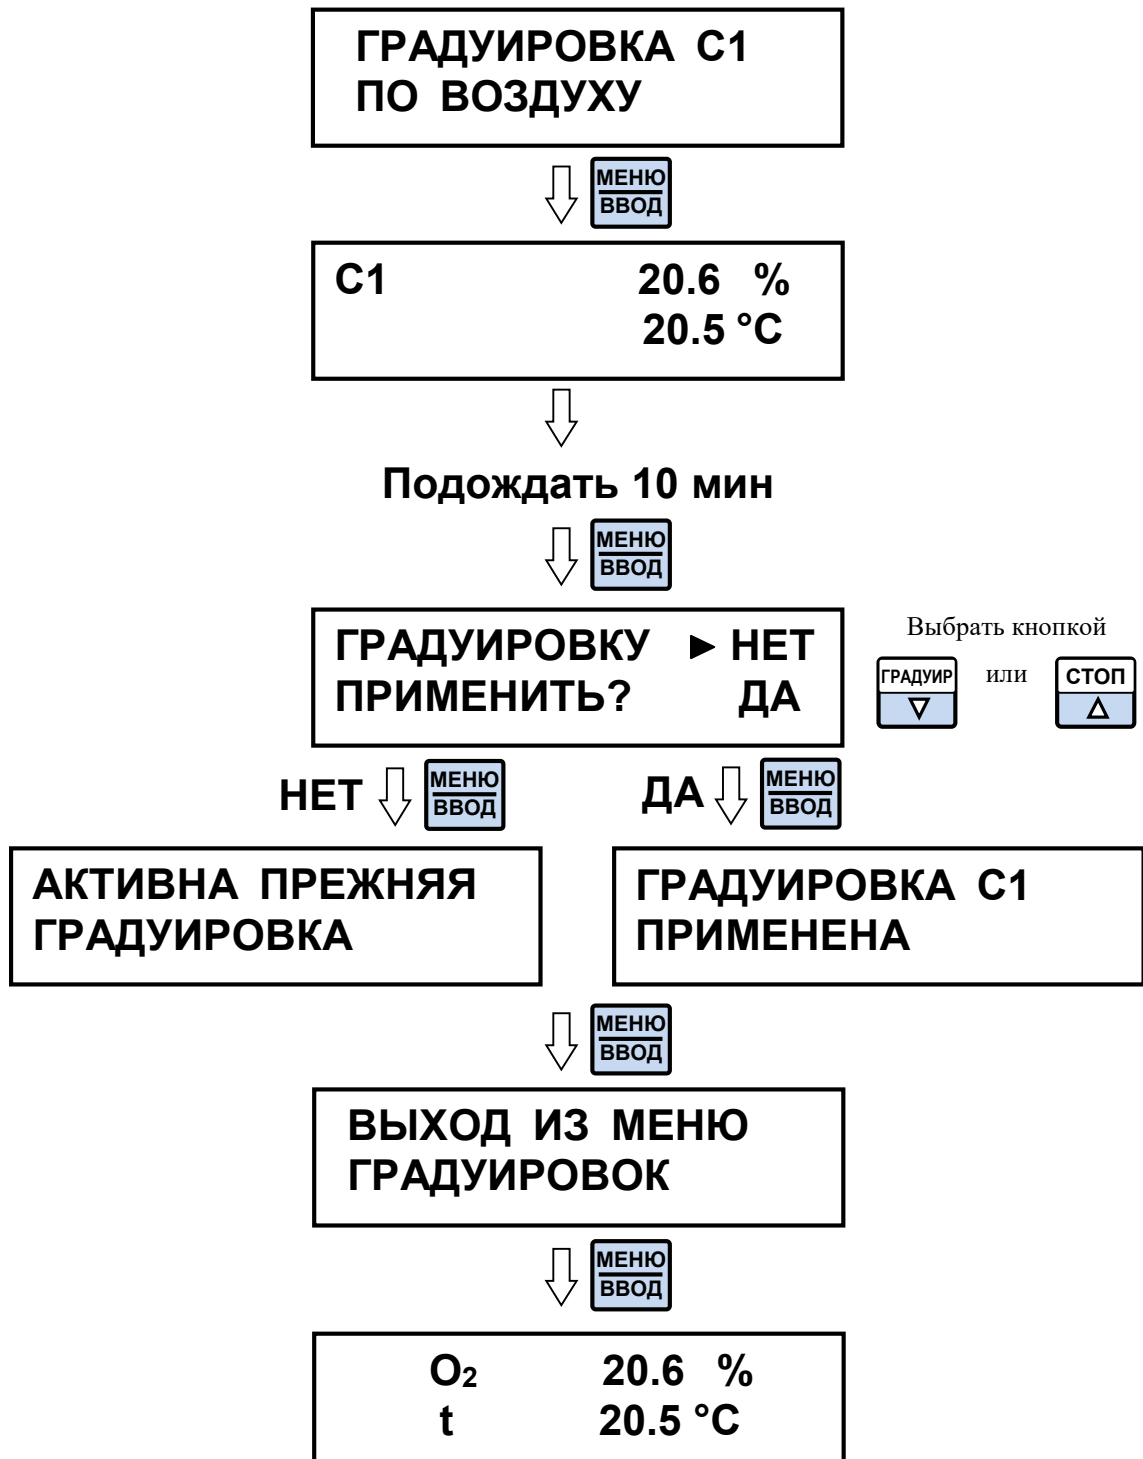 ГРАДУИРОВКА С1
ПО ВОЗДУХУ
МЕНЮ
ВВОД
С1 20.6 %
20.5 °С
Подождать 10 мин
МЕНЮ
ВВОД
ГРАДУИРОВКУ ► НЕТ
ПРИМЕНИТЬ? ДА
Выбрать кнопкой
ГРАДУИР или СТОП
НЕТ
МЕНЮ
ВВОД
ДА
МЕНЮ
ВВОД
АКТИВНА ПРЕЖНЯЯ
ГРАДУИРОВКА
ГРАДУИРОВКА С1
ПРИМЕНЕНА
МЕНЮ
ВВОД
ВЫХОД ИЗ МЕНЮ
ГРАДУИРОВОК
МЕНЮ
ВВОД
O₂ 20.6 %
t 20.5 °С